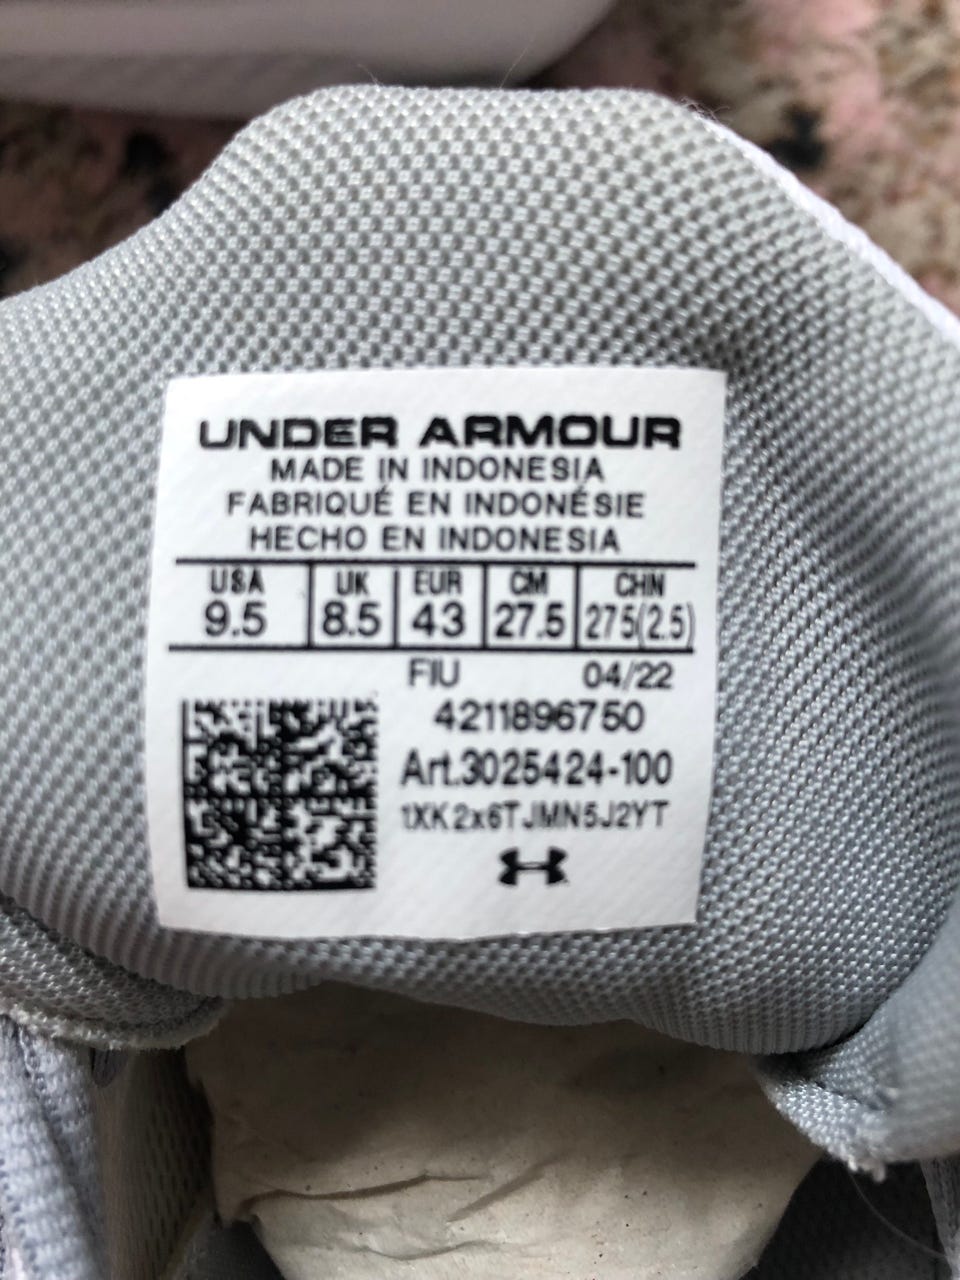 UNDER ARMOUR
MADE IN INDONESIA
FABRIQUÉ EN INDONÉSIE
HECHO EN INDONESIA
USA UK EUR CM CHN
9.5 8.5 43 27.5 275(2.5)
FIU 04/22
4211896750
Art.3025424-100
1XK2x6TJMN5J2YT